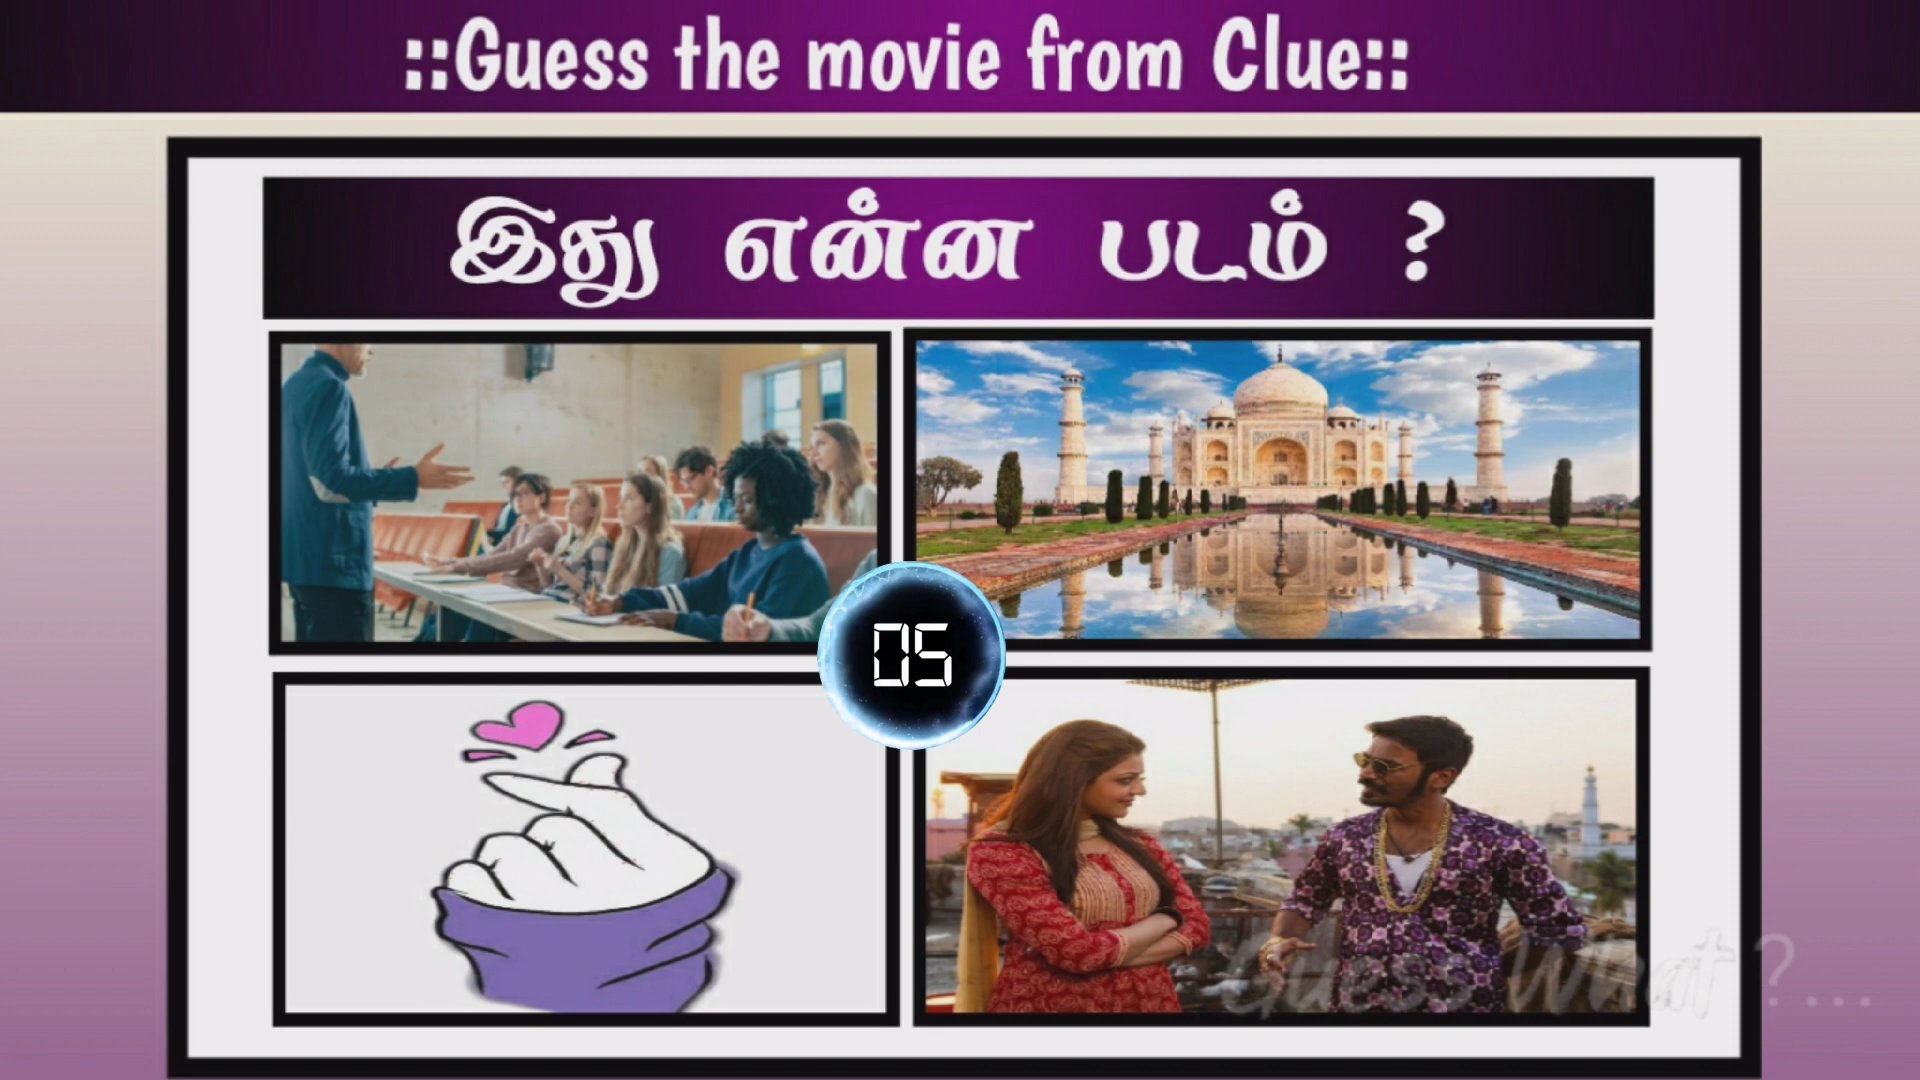 ::Guess the movie from Clue::
இது என்ன படம் ?
05
Guess What ?...